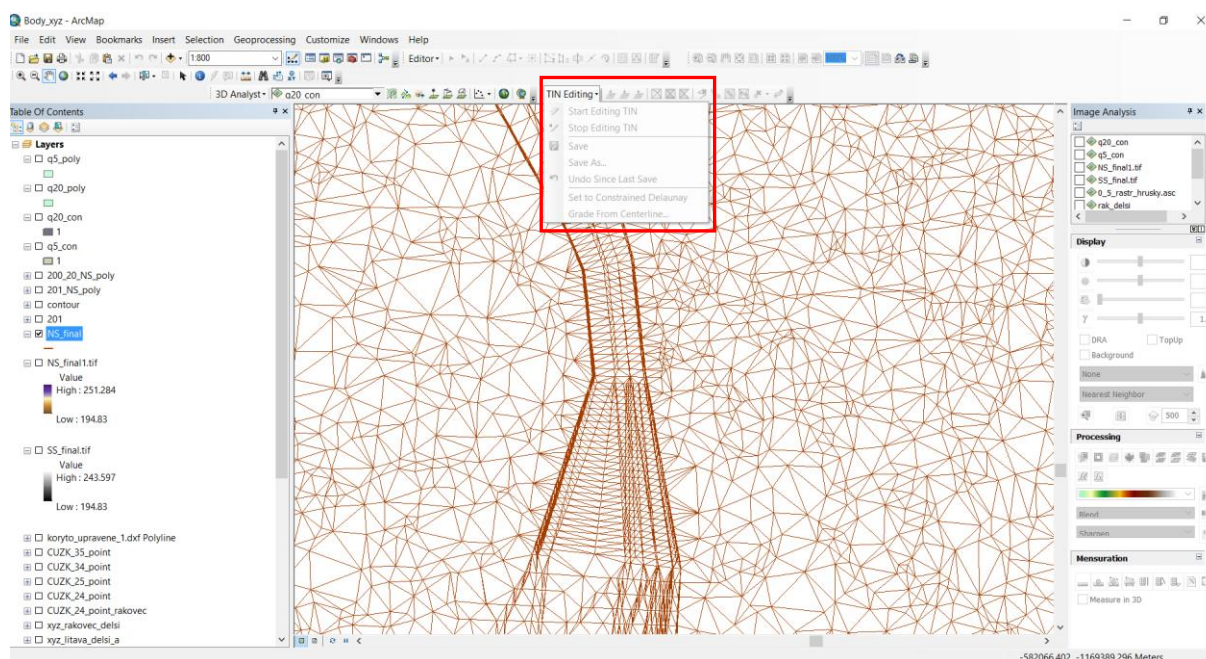 Body_xyz - ArcMap
File Edit View Bookmarks Insert Selection Geoprocessing Customize Windows Help
1:800
Editor
3D Analyst
q20 con
TIN Editing
Start Editing TIN
Stop Editing TIN
Save
Save As...
Undo Since Last Save
Set to Constrained Delaunay
Grade From Centerline...
Table Of Contents
Layers
q5_poly
q20_poly
q20_con
1
q5_con
1
200_20_NS_poly
201_NS_poly
contour
201
NS_final
NS_final1.tif
Value
High : 251.284
Low : 194.83
SS_final.tif
Value
High : 243.597
Low : 194.83
koryto_upravene_1.dxf Polyline
CUZK_35_point
CUZK_34_point
CUZK_25_point
CUZK_24_point
CUZK_24_point_rakovec
xyz_rakovec_delsi
xyz_litava_delsi_a
Image Analysis
q20_con
q5_con
NS_final1.tif
SS_final.tif
0_5_rastr_hrusky.asc
rak_delsi
Display
1.
DRA
TopUp
Background
None
Nearest Neighbor
500
Processing
Blend
Sharpen
Mensuration
Measure in 3D
-582066,402 -1169389,296 Meters